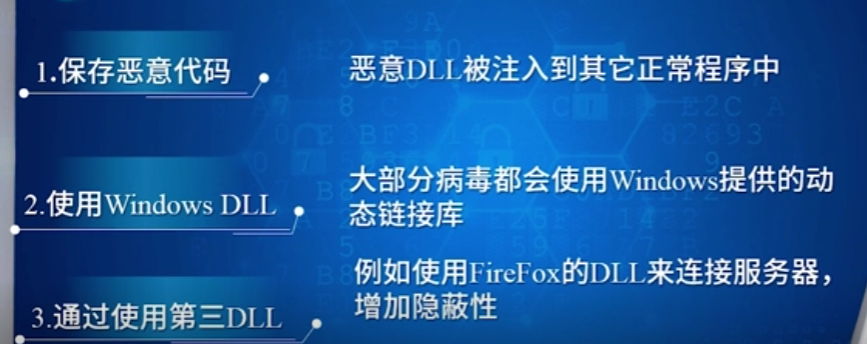 1.保存恶意代码
恶意DLL被注入到其它正常程序中
2.使用Windows DLL
大部分病毒都会使用Windows提供的动
态链接库
3.通过使用第三DLL
例如使用FireFox的DLL来连接服务器，
增加隐蔽性